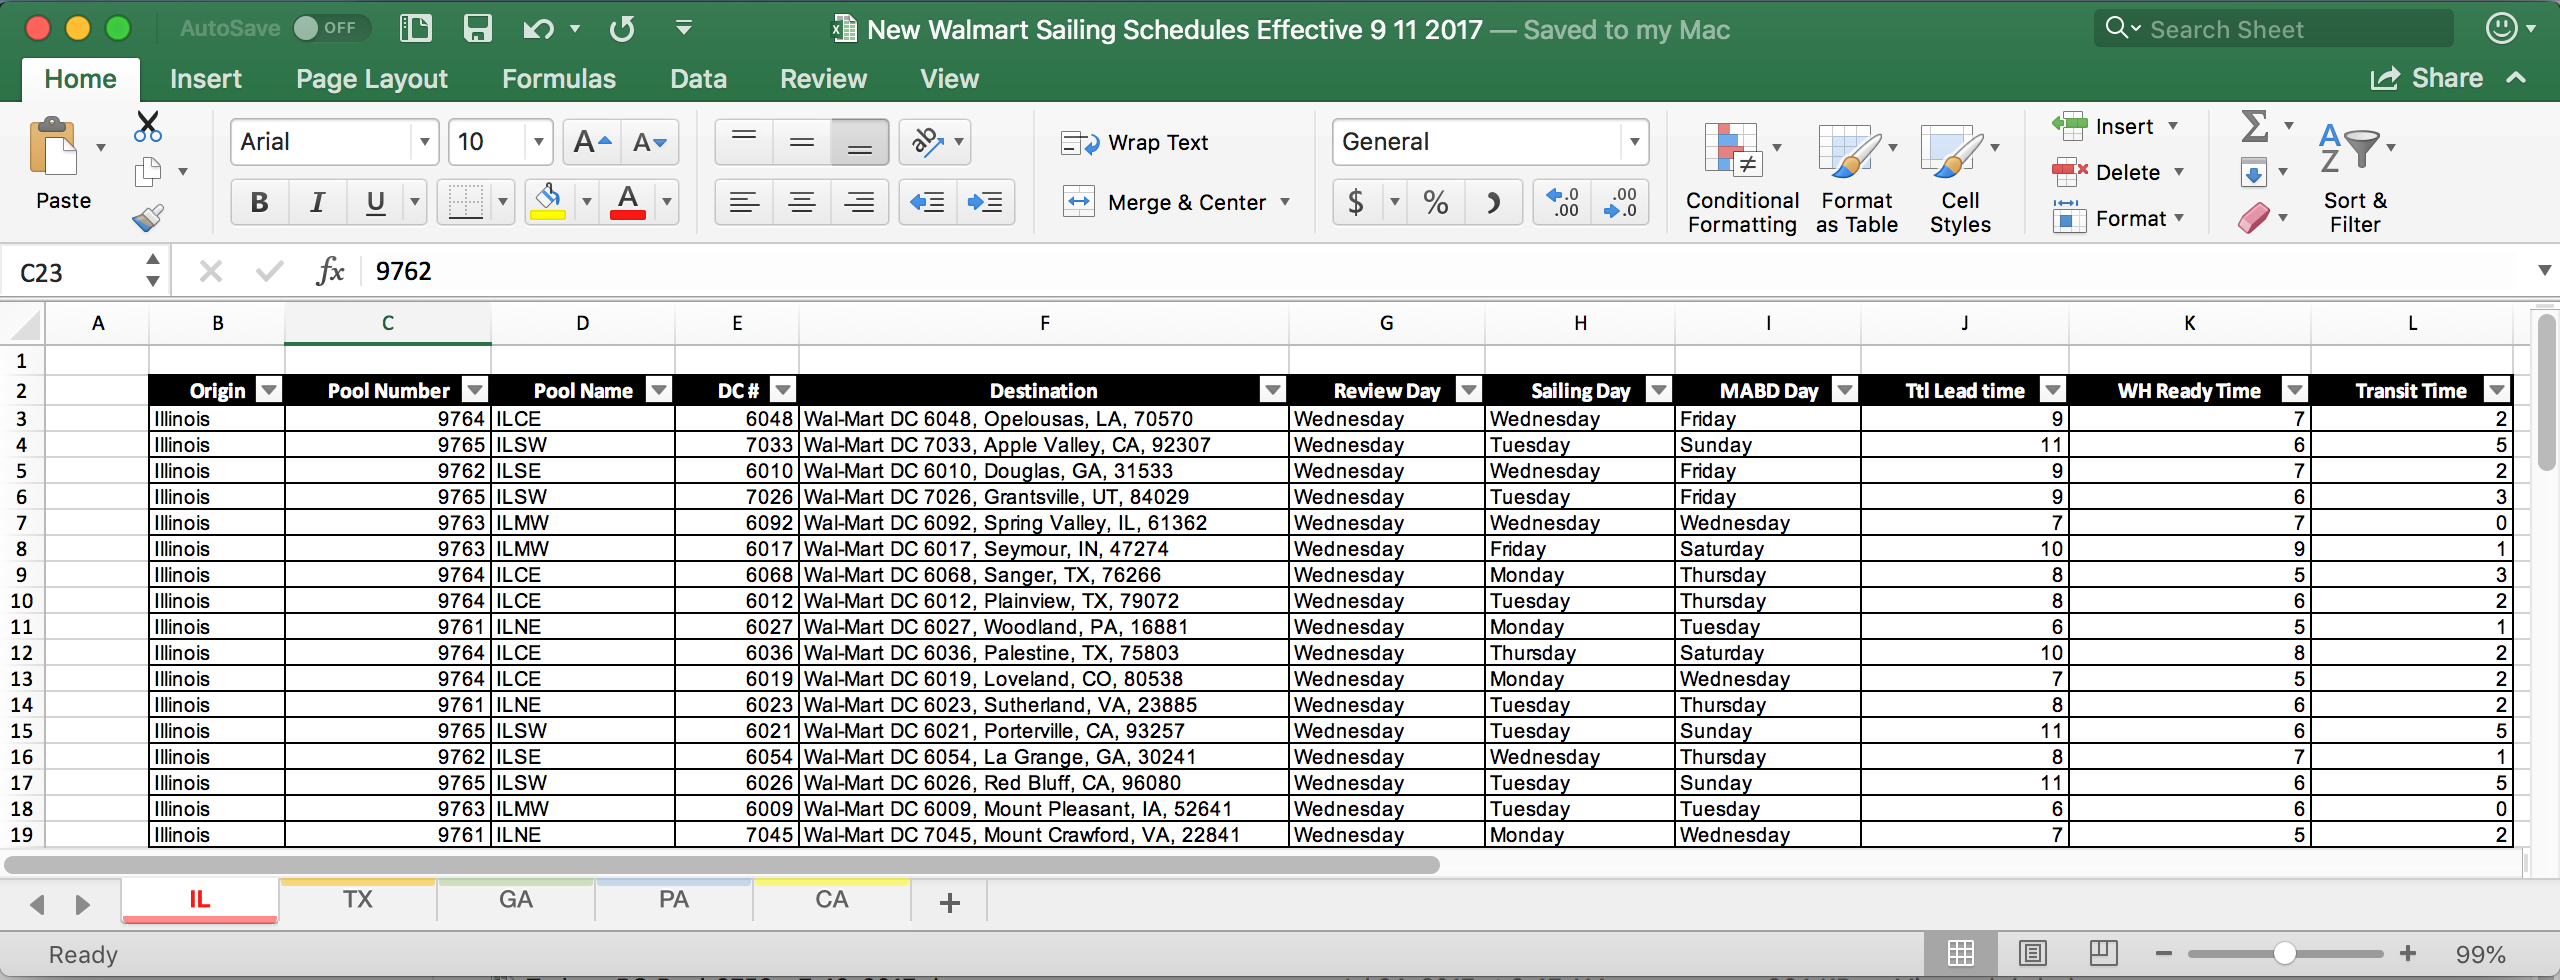 AutoSave OFF New Walmart Sailing Schedules Effective 9 11 2017 — Saved to my Mac Search Sheet
Home Insert Page Layout Formulas Data Review View Share
Paste Arial 10 A A Wrap Text General Conditional Formatting Format as Table Cell Styles Insert Delete Format Sort & Filter
B I U A Merge & Center $ % .0 .00 .00 .0
C23 fx 9762
A B C D E F G H I J K L
1
2 Origin Pool Number Pool Name DC # Destination Review Day Sailing Day MABD Day Ttl Lead time WH Ready Time Transit Time
3 Illinois 9764 ILCE 6048 Wal-Mart DC 6048, Opelousas, LA, 70570 Wednesday Wednesday Friday 9 7 2
4 Illinois 9765 ILSW 7033 Wal-Mart DC 7033, Apple Valley, CA, 92307 Wednesday Tuesday Sunday 11 6 5
5 Illinois 9762 ILSE 6010 Wal-Mart DC 6010, Douglas, GA, 31533 Wednesday Wednesday Friday 9 7 2
6 Illinois 9765 ILSW 7026 Wal-Mart DC 7026, Grantsville, UT, 84029 Wednesday Tuesday Friday 9 6 3
7 Illinois 9763 ILMW 6092 Wal-Mart DC 6092, Spring Valley, IL, 61362 Wednesday Wednesday Wednesday 7 7 0
8 Illinois 9763 ILMW 6017 Wal-Mart DC 6017, Seymour, IN, 47274 Wednesday Friday Saturday 10 9 1
9 Illinois 9764 ILCE 6068 Wal-Mart DC 6068, Sanger, TX, 76266 Wednesday Monday Thursday 8 5 3
10 Illinois 9764 ILCE 6012 Wal-Mart DC 6012, Plainview, TX, 79072 Wednesday Tuesday Thursday 8 6 2
11 Illinois 9761 ILNE 6027 Wal-Mart DC 6027, Woodland, PA, 16881 Wednesday Monday Tuesday 6 5 1
12 Illinois 9764 ILCE 6036 Wal-Mart DC 6036, Palestine, TX, 75803 Wednesday Thursday Saturday 10 8 2
13 Illinois 9764 ILCE 6019 Wal-Mart DC 6019, Loveland, CO, 80538 Wednesday Monday Wednesday 7 5 2
14 Illinois 9761 ILNE 6023 Wal-Mart DC 6023, Sutherland, VA, 23885 Wednesday Tuesday Thursday 8 6 2
15 Illinois 9765 ILSW 6021 Wal-Mart DC 6021, Porterville, CA, 93257 Wednesday Tuesday Sunday 11 6 5
16 Illinois 9762 ILSE 6054 Wal-Mart DC 6054, La Grange, GA, 30241 Wednesday Wednesday Thursday 8 7 1
17 Illinois 9765 ILSW 6026 Wal-Mart DC 6026, Red Bluff, CA, 96080 Wednesday Tuesday Sunday 11 6 5
18 Illinois 9763 ILMW 6009 Wal-Mart DC 6009, Mount Pleasant, IA, 52641 Wednesday Tuesday Tuesday 6 6 0
19 Illinois 9761 ILNE 7045 Wal-Mart DC 7045, Mount Crawford, VA, 22841 Wednesday Monday Wednesday 7 5 2
IL TX GA PA CA +
Ready 99%